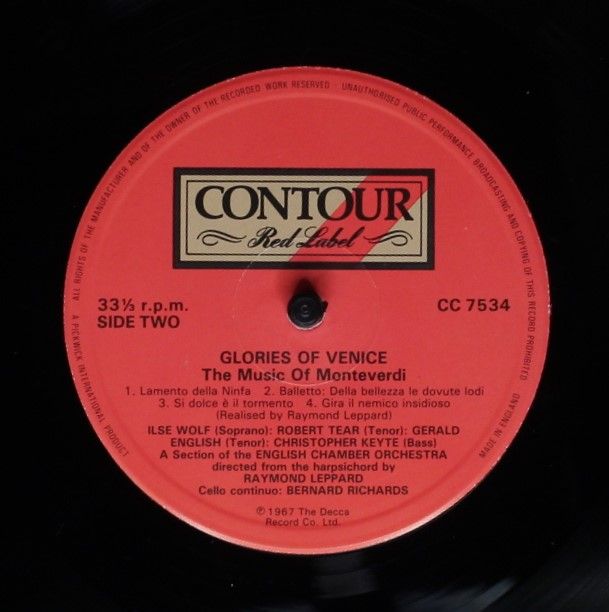 ALL RIGHTS OF THE MANUFACTURER AND OF THE OWNER OF THE RECORDED WORK RESERVED · UNAUTHORISED PUBLIC PERFORMANCE BROADCASTING AND COPYING OF THIS RECORD PROHIBITED
CONTOUR
Red Label
33⅓ r.p.m.
SIDE TWO
CC 7534
GLORIES OF VENICE
The Music Of Monteverdi
1. Lamento della Ninfa 2. Balletto: Della bellezza le dovute lodi
3. Si dolce è il tormento 4. Gira il nemico insidioso
(Realised by Raymond Leppard)
ILSE WOLF (Soprano): ROBERT TEAR (Tenor): GERALD
ENGLISH (Tenor): CHRISTOPHER KEYTE (Bass)
A Section of the ENGLISH CHAMBER ORCHESTRA
directed from the harpsichord by
RAYMOND LEPPARD
Cello continuo: BERNARD RICHARDS
℗ 1967 The Decca
Record Co. Ltd.
A PICKWICK INTERNATIONAL PRODUCT
MADE IN ENGLAND